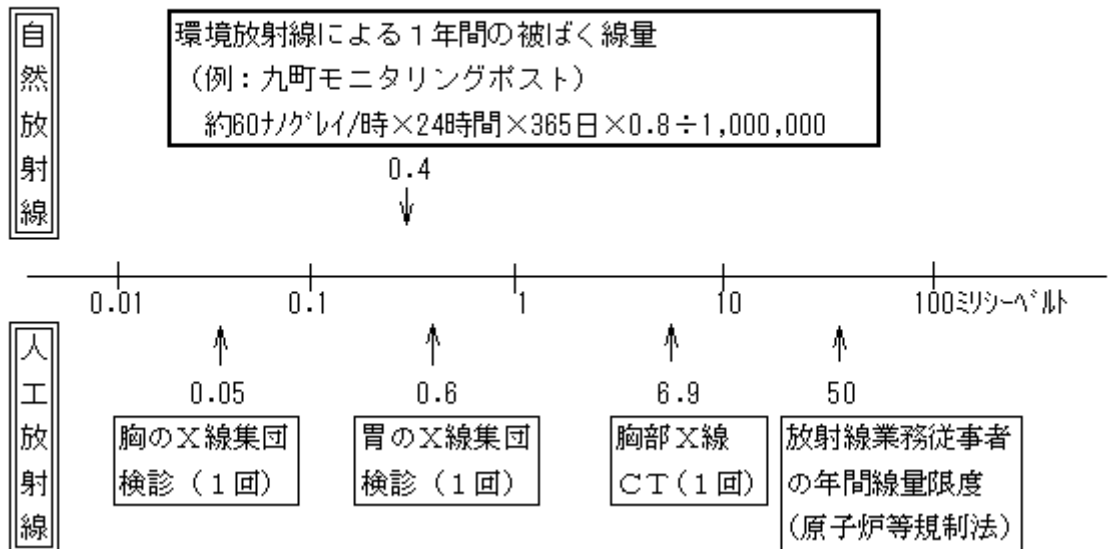 自然放射線
環境放射線による1年間の被ばく線量
(例:九町モニタリングポスト)
約60ナノグレイ/時×24時間×365日×0.8÷1,000,000
0.4
0.01 0.1 1 10 100ミリシーベルト
人工放射線
0.05 0.6 6.9 50
胸のX線集団
検診(1回)
胃のX線集団
検診(1回)
胸部X線
CT(1回)
放射線業務従事者
の年間線量限度
(原子炉等規制法)